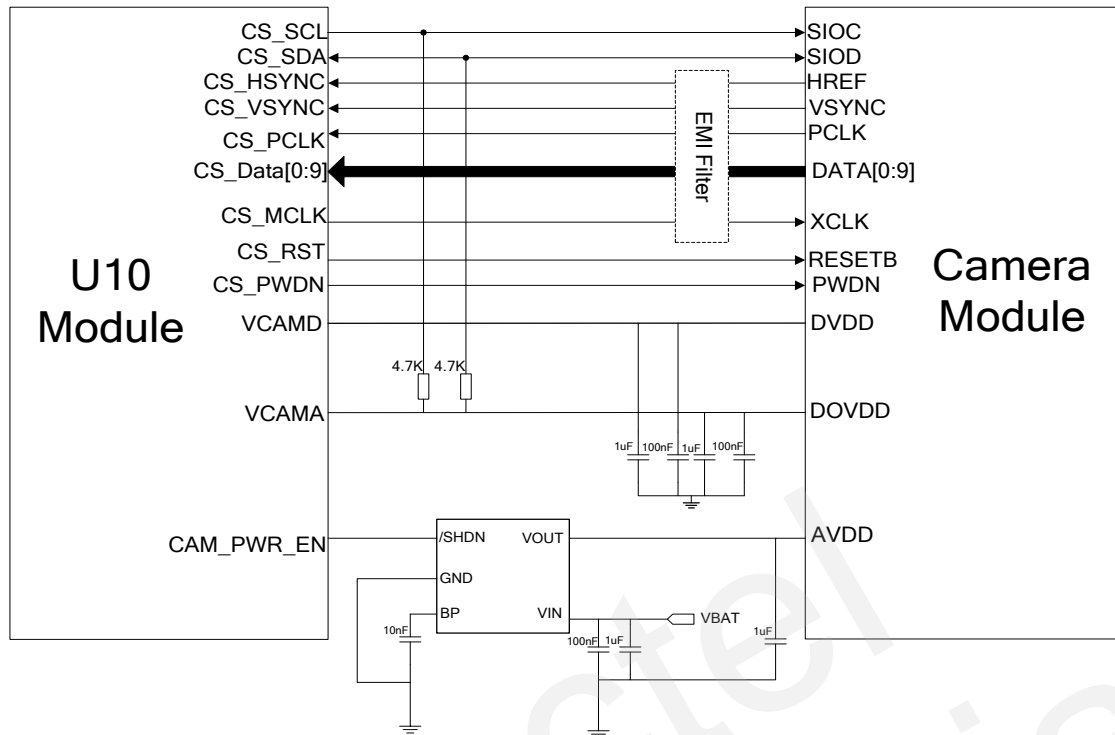 CS_SCL SIOC
CS_SDA SIOD
CS_HSYNC HREF
CS_VSYNC VSYNC
CS_PCLK PCLK
CS_Data[0:9] DATA[0:9]
EMI Filter
CS_MCLK XCLK
CS_RST RESETB
CS_PWDN PWDN
U10
Module
Camera
Module
VCAMD DVDD
4.7K 4.7K
VCAMA DOVDD
1uF 100nF 1uF 100nF
CAM_PWR_EN /SHDN VOUT AVDD
GND
BP VIN VBAT
10nF 100nF 1uF 1uF